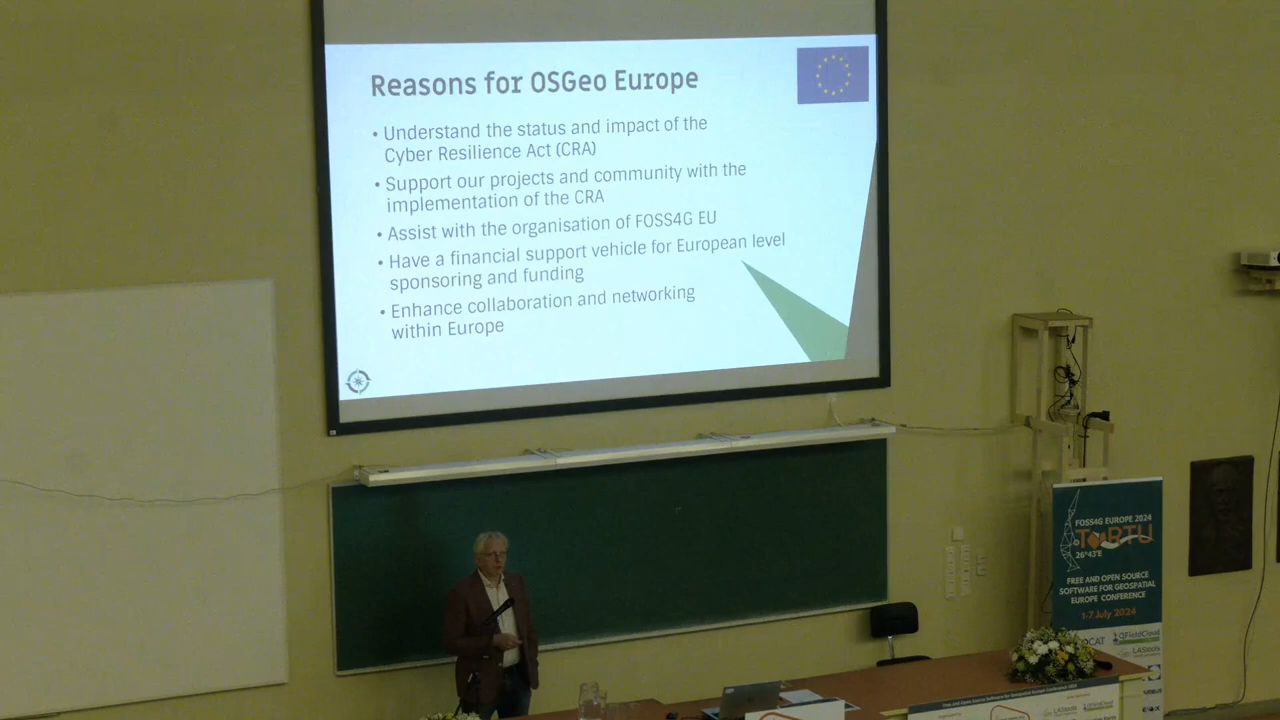 Reasons for OSGeo Europe
• Understand the status and impact of the
Cyber Resilience Act (CRA)
• Support our projects and community with the
implementation of the CRA
• Assist with the organisation of FOSS4G EU
• Have a financial support vehicle for European level
sponsoring and funding
• Enhance collaboration and networking
within Europe
FOSS4G EUROPE 2024
TARTU
26°43'E
FREE AND OPEN SOURCE
SOFTWARE FOR GEOSPATIAL
EUROPE CONFERENCE
1-7 July 2024
QFieldCloud
LAStools